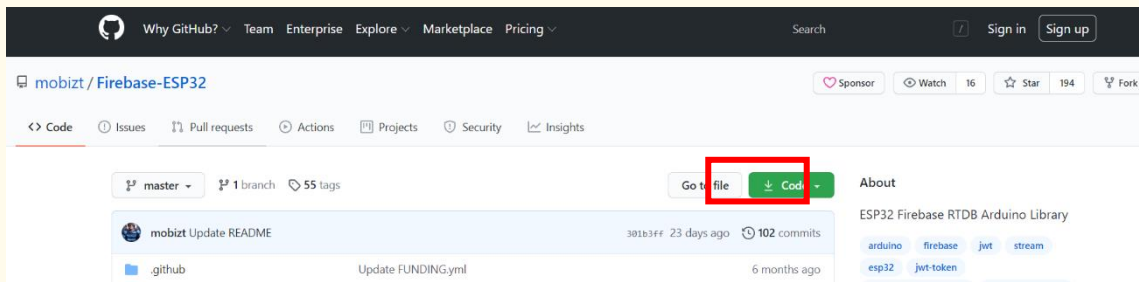 Why GitHub? Team Enterprise Explore Marketplace Pricing Search / Sign in Sign up
mobizt / Firebase-ESP32 Sponsor Watch 16 Star 194 Fork
<> Code Issues Pull requests Actions Projects Security Insights
master 1 branch 55 tags Go to file Code About
ESP32 Firebase RTDB Arduino Library
mobizt Update README 301b3ff 23 days ago 102 commits
arduino firebase jwt stream
.github Update FUNDING.yml 6 months ago esp32 jwt-token